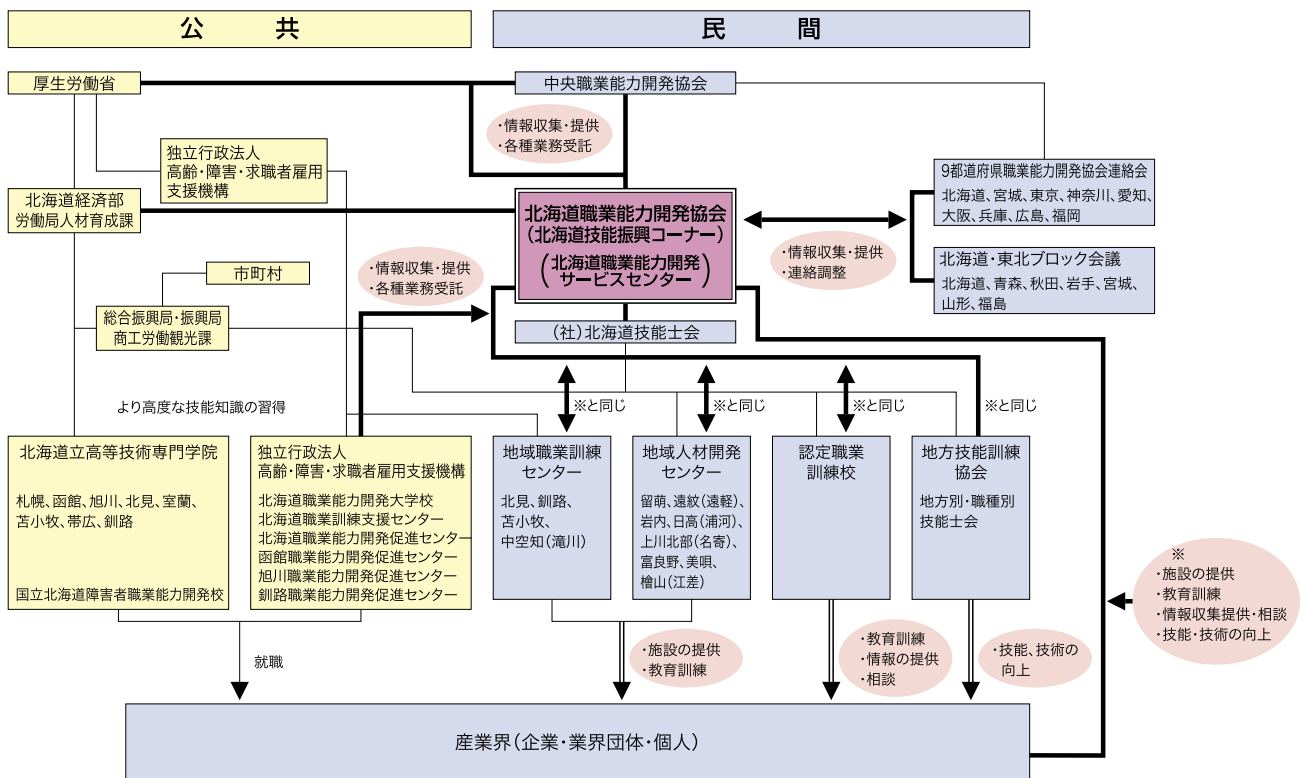 公共
民間
厚生労働省
中央職業能力開発協会
・情報収集・提供
・各種業務受託
独立行政法人
高齢・障害・求職者雇用
支援機構
9都道府県職業能力開発協会連絡会
北海道、宮城、東京、神奈川、愛知、
大阪、兵庫、広島、福岡
北海道経済部
労働局人材育成課
北海道職業能力開発協会
（北海道技能振興コーナー）
（北海道職業能力開発
サービスセンター）
・情報収集・提供
・連絡調整
北海道・東北ブロック会議
北海道、青森、秋田、岩手、宮城、
山形、福島
市町村
・情報収集・提供
・各種業務受託
総合振興局・振興局
商工労働観光課
（社）北海道技能士会
より高度な技能知識の習得
※と同じ
※と同じ
※と同じ
※と同じ
北海道立高等技術専門学院
札幌、函館、旭川、北見、室蘭、
苫小牧、帯広、釧路
国立北海道障害者職業能力開発校
独立行政法人
高齢・障害・求職者雇用支援機構
北海道職業能力開発大学校
北海道職業訓練支援センター
北海道職業能力開発促進センター
函館職業能力開発促進センター
旭川職業能力開発促進センター
釧路職業能力開発促進センター
地域職業訓練
センター
北見、釧路、
苫小牧、
中空知（滝川）
地域人材開発
センター
留萌、遠紋（遠軽）、
岩内、日高（浦河）、
上川北部（名寄）、
富良野、美唄、
檜山（江差）
認定職業
訓練校
地方技能訓練
協会
地方別・職種別
技能士会
※
・施設の提供
・教育訓練
・情報収集提供・相談
・技能・技術の向上
就職
・施設の提供
・教育訓練
・教育訓練
・情報の提供
・相談
・技能、技術の
向上
産業界（企業・業界団体・個人）